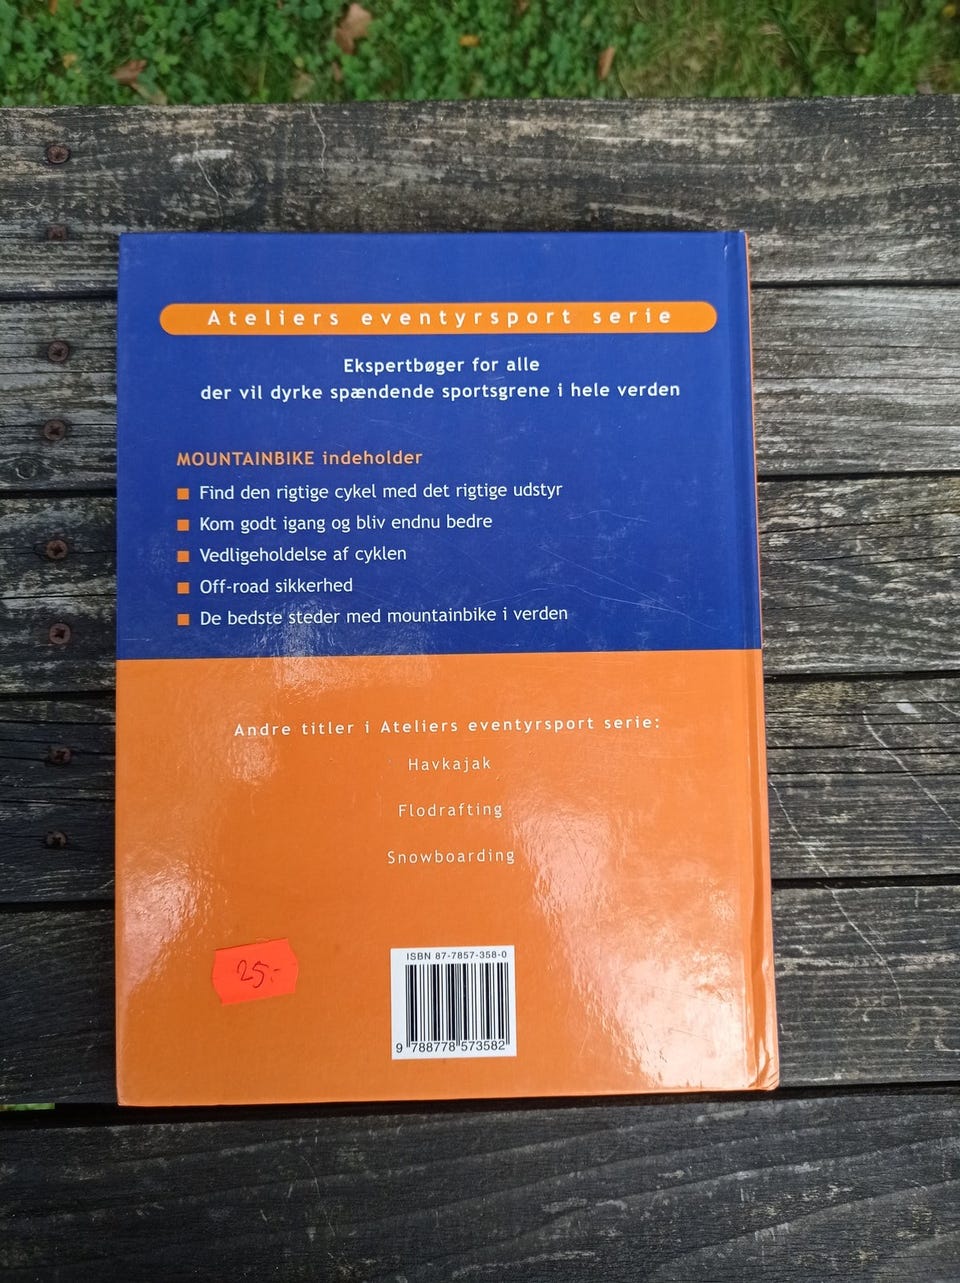 Ateliers eventyrsport serie
Ekspertbøger for alle
der vil dyrke spændende sportsgrene i hele verden
MOUNTAINBIKE indeholder
Find den rigtige cykel med det rigtige udstyr
Kom godt igang og bliv endnu bedre
Vedligeholdelse af cyklen
Off-road sikkerhed
De bedste steder med mountainbike i verden
Andre titler i Ateliers eventyrsport serie:
Havkajak
Flodrafting
Snowboarding
25.-
ISBN 87-7857-358-0
9 788778 573582